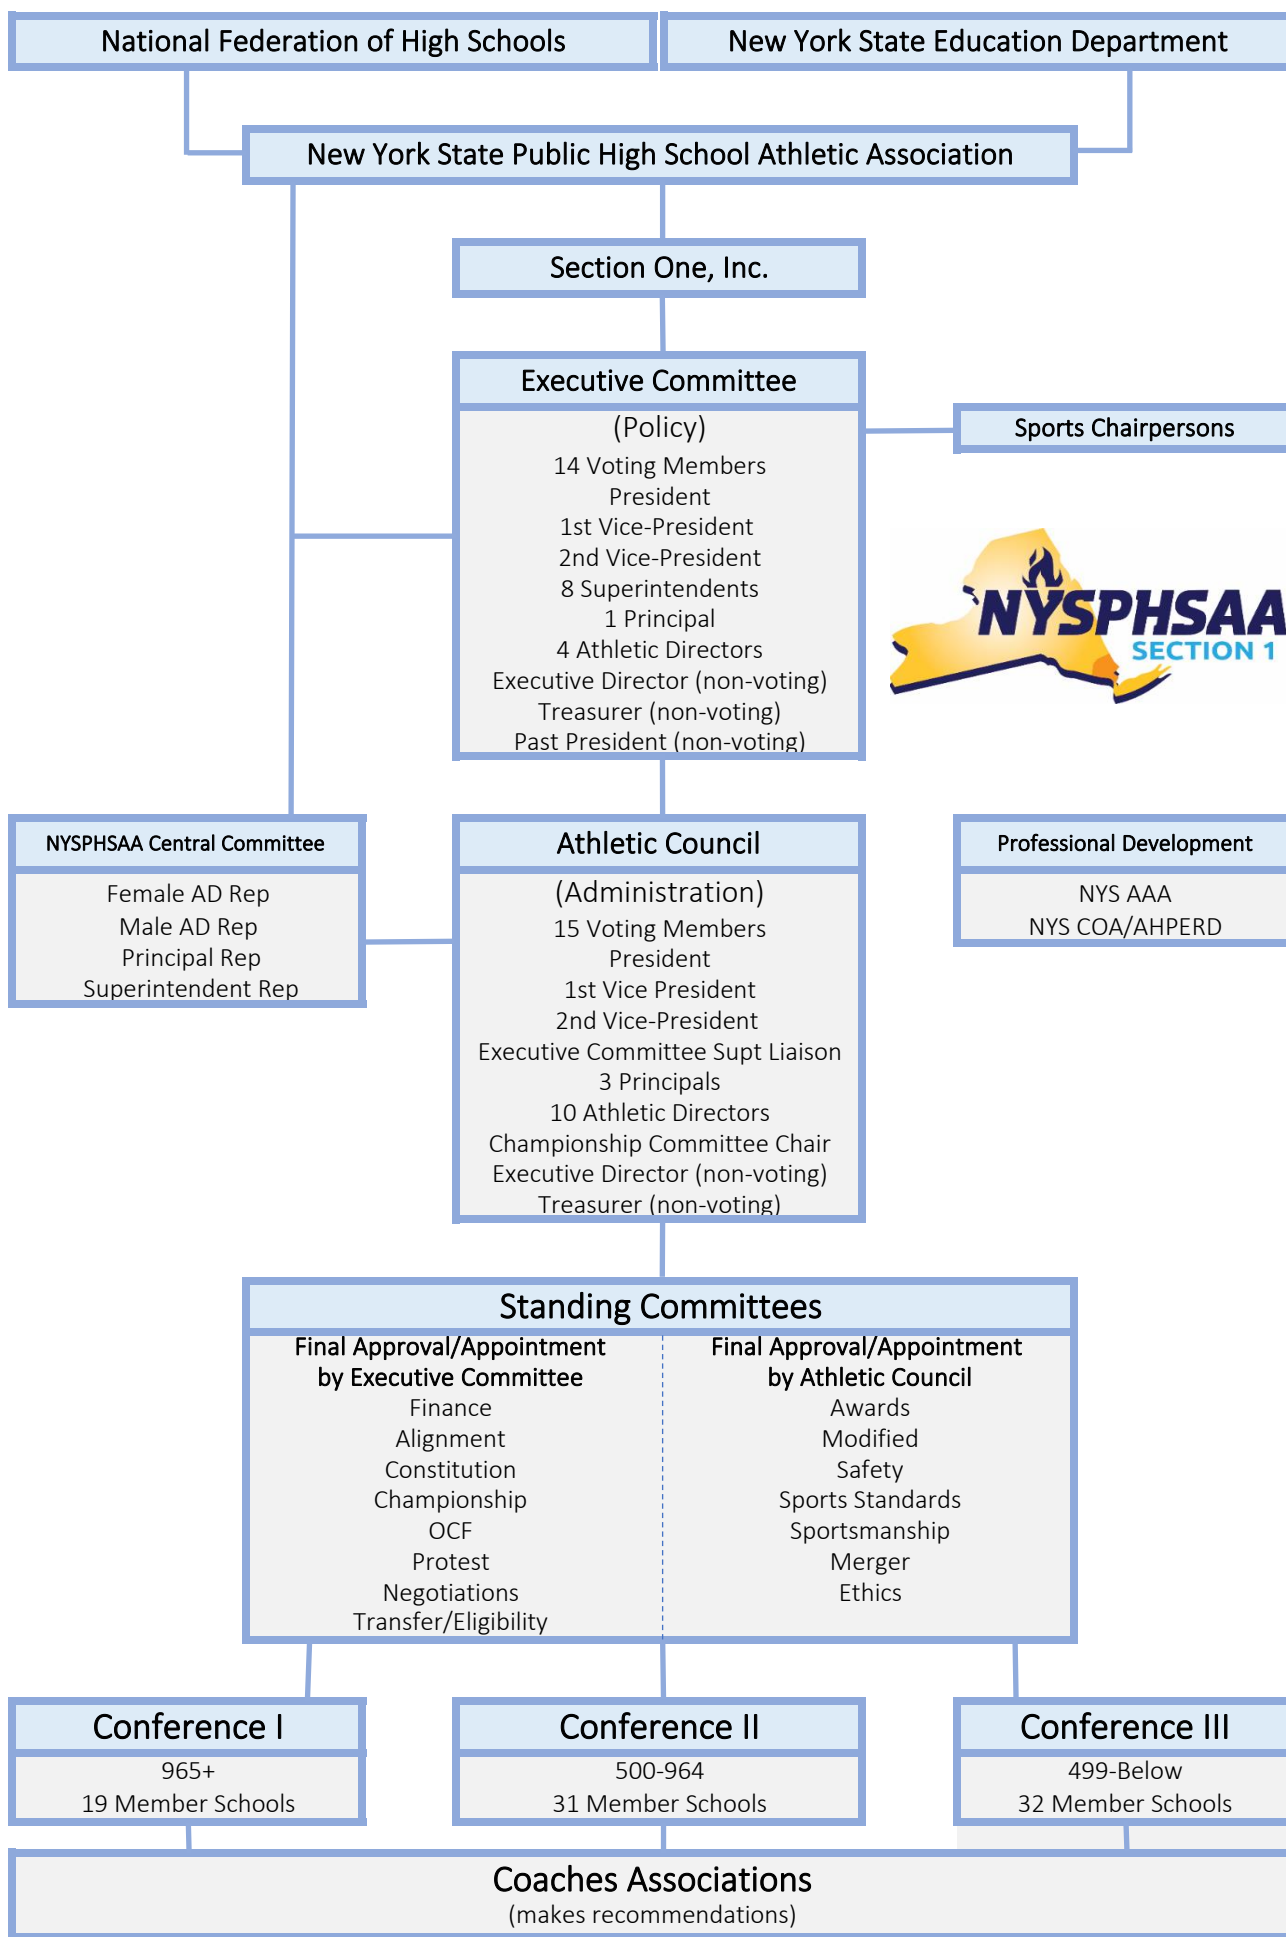 National Federation of High Schools
New York State Education Department
New York State Public High School Athletic Association
Section One, Inc.
Executive Committee
(Policy)
14 Voting Members
President
1st Vice-President
2nd Vice-President
8 Superintendents
1 Principal
4 Athletic Directors
Executive Director (non-voting)
Treasurer (non-voting)
Past President (non-voting)
Sports Chairpersons
NYSPHSAA
SECTION 1
NYSPHSAA Central Committee
Female AD Rep
Male AD Rep
Principal Rep
Superintendent Rep
Athletic Council
(Administration)
15 Voting Members
President
1st Vice President
2nd Vice-President
Executive Committee Supt Liaison
3 Principals
10 Athletic Directors
Championship Committee Chair
Executive Director (non-voting)
Treasurer (non-voting)
Professional Development
NYS AAA
NYS COA/AHPERD
Standing Committees
Final Approval/Appointment
by Executive Committee
Finance
Alignment
Constitution
Championship
OCF
Protest
Negotiations
Transfer/Eligibility
Final Approval/Appointment
by Athletic Council
Awards
Modified
Safety
Sports Standards
Sportsmanship
Merger
Ethics
Conference I
965+
19 Member Schools
Conference II
500-964
31 Member Schools
Conference III
499-Below
32 Member Schools
Coaches Associations
(makes recommendations)